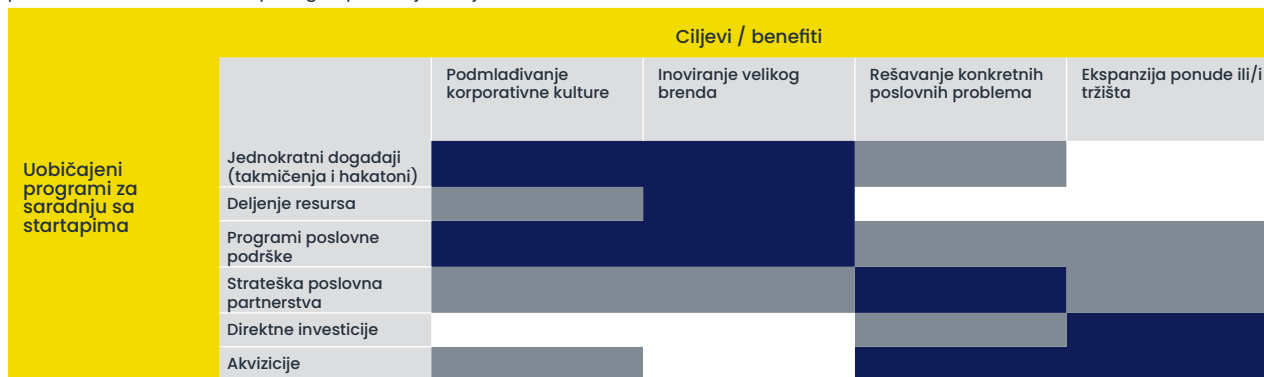 Ciljevi / benefiti
Podmlađivanje
korporativne kulture
Inoviranje velikog
brenda
Rešavanje konkretnih
poslovnih problema
Ekspanzija ponude ili/i
tržišta
Uobičajeni
programi za
saradnju sa
startapima
Jednokratni događaji
(takmičenja i hakatoni)
Deljenje resursa
Programi poslovne
podrške
Strateška poslovna
partnerstva
Direktne investicije
Akvizicije